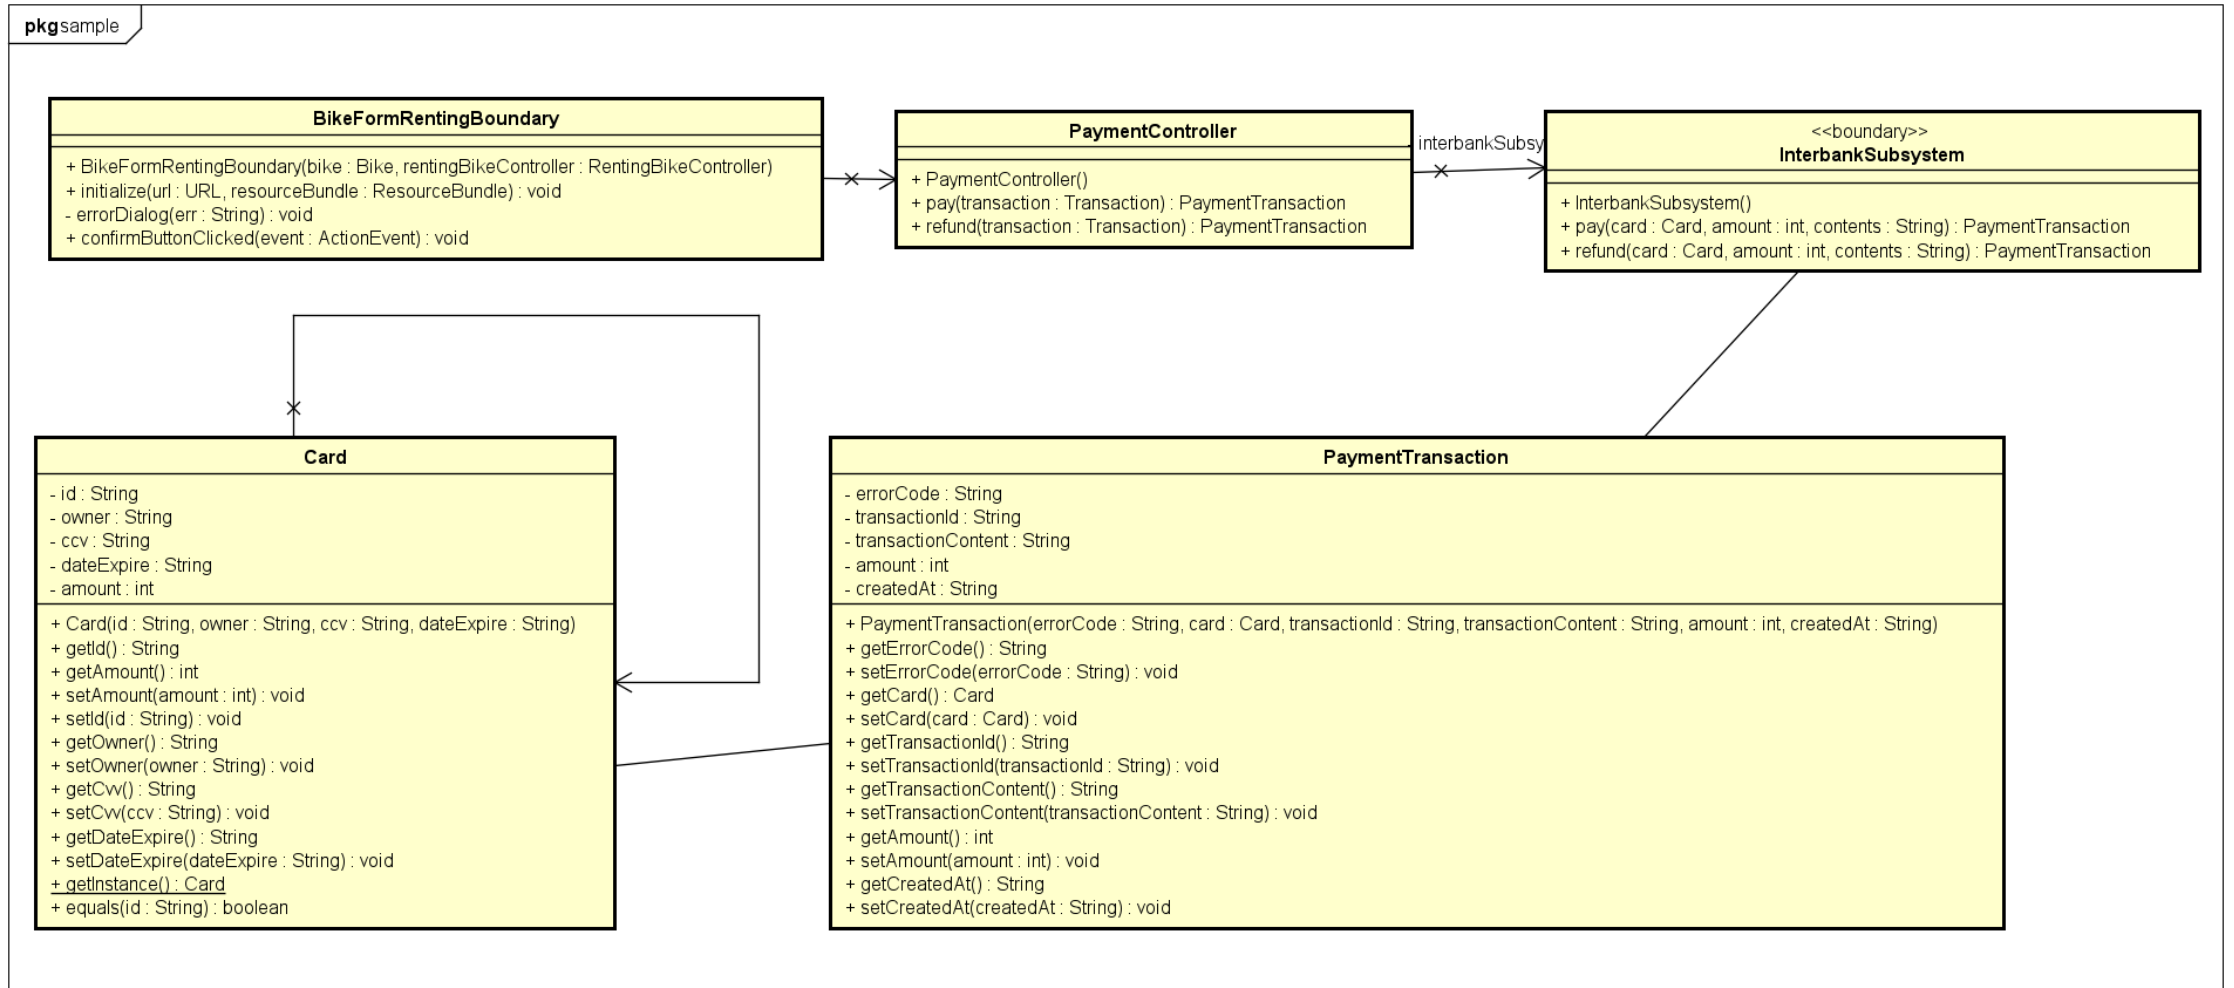 pkg sample
BikeFormRentingBoundary
+ BikeFormRentingBoundary(bike : Bike, rentingBikeController : RentingBikeController)
+ initialize(url : URL, resourceBundle : ResourceBundle) : void
- errorDialog(err : String) : void
+ confirmButtonClicked(event : ActionEvent) : void
PaymentController
+ PaymentController()
+ pay(transaction : Transaction) : PaymentTransaction
+ refund(transaction : Transaction) : PaymentTransaction
interbankSubsy
<<boundary>>
InterbankSubsystem
+ InterbankSubsystem()
+ pay(card : Card, amount : int, contents : String) : PaymentTransaction
+ refund(card : Card, amount : int, contents : String) : PaymentTransaction
Card
- id : String
- owner : String
- ccv : String
- dateExpire : String
- amount : int
+ Card(id : String, owner : String, ccv : String, dateExpire : String)
+ getId() : String
+ getAmount() : int
+ setAmount(amount : int) : void
+ setId(id : String) : void
+ getOwner() : String
+ setOwner(owner : String) : void
+ getCvv() : String
+ setCvv(ccv : String) : void
+ getDateExpire() : String
+ setDateExpire(dateExpire : String) : void
+ getInstance() : Card
+ equals(id : String) : boolean
PaymentTransaction
- errorCode : String
- transactionId : String
- transactionContent : String
- amount : int
- createdAt : String
+ PaymentTransaction(errorCode : String, card : Card, transactionId : String, transactionContent : String, amount : int, createdAt : String)
+ getErrorCode() : String
+ setErrorCode(errorCode : String) : void
+ getCard() : Card
+ setCard(card : Card) : void
+ getTransactionId() : String
+ setTransactionId(transactionId : String) : void
+ getTransactionContent() : String
+ setTransactionContent(transactionContent : String) : void
+ getAmount() : int
+ setAmount(amount : int) : void
+ getCreatedAt() : String
+ setCreatedAt(createdAt : String) : void